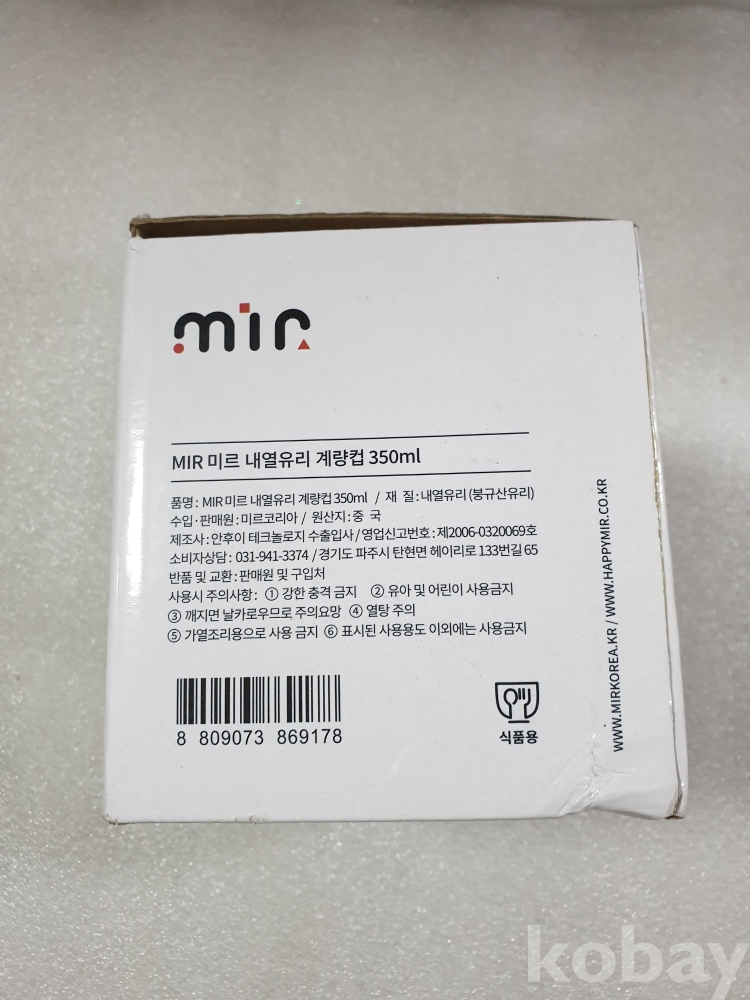 mir
MIR 미르 내열유리 계량컵 350ml
품명 : MIR 미르 내열유리 계량컵 350ml / 재 질 : 내열유리 (붕규산유리)
수입 · 판매원 : 미르코리아 / 원산지 : 중 국
제조사 : 안후이 테크놀로지 수출입사 / 영업신고번호 : 제2006-0320069호
소비자상담 : 031-941-3374 / 경기도 파주시 탄현면 헤이리로 133번길 65
반품 및 교환 : 판매원 및 구입처
사용시 주의사항 : ① 강한 충격 금지 ② 유아 및 어린이 사용금지
③ 깨지면 날카로우므로 주의요망 ④ 열탕 주의
⑤ 가열조리용으로 사용 금지 ⑥ 표시된 사용용도 이외에는 사용금지
8 809073 869178
식품용
WWW.MIRKOREA.KR / WWW.HAPPYMIR.CO.KR
kobay